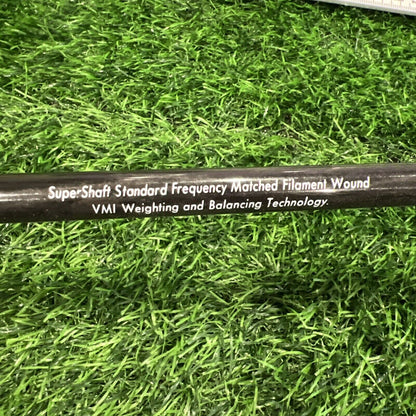 SuperShaft Standard Frequency Matched Filament Wound
VMI Weighting and Balancing Technology.